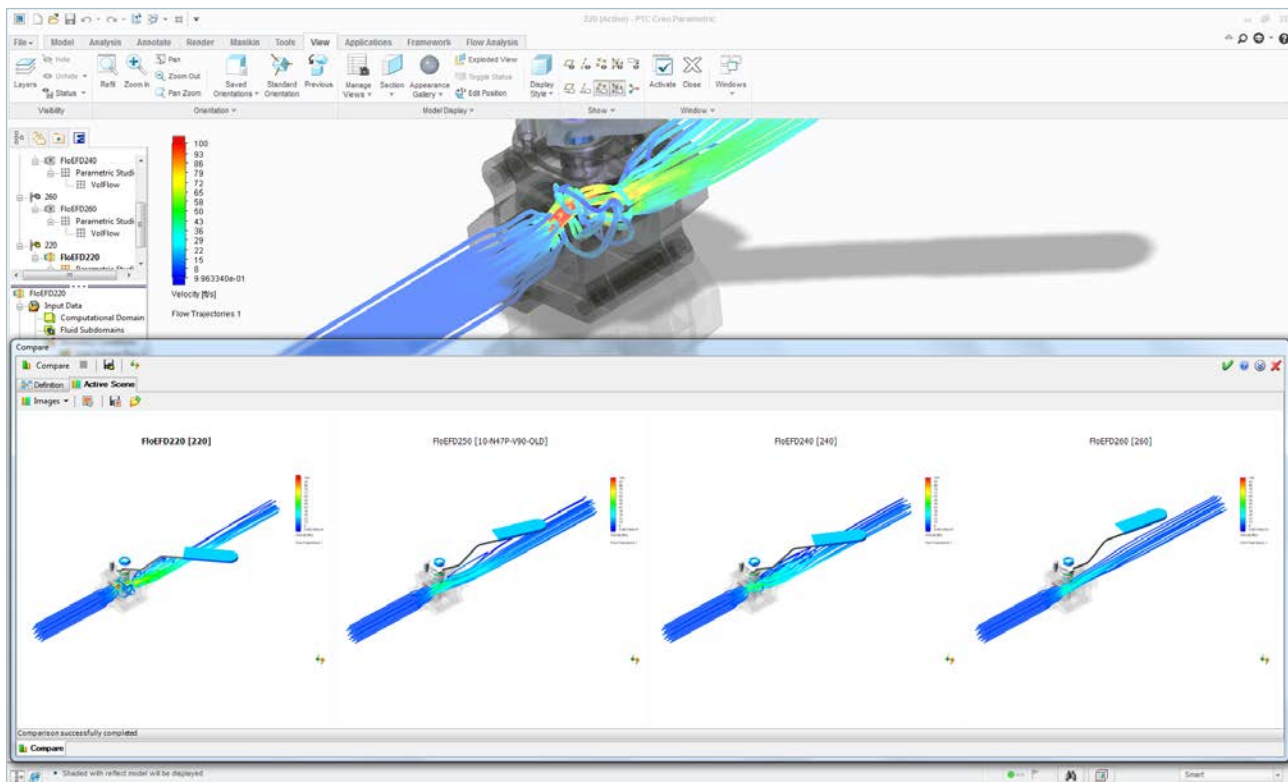 220 (Active) - PTC Creo Parametric
File Model Analysis Annotate Render Manikin Tools View Applications Framework Flow Analysis
Hide Pan Exploded View
Unhide Zoom Out Toggle Status
Layers Status Refit Zoom In Pan Zoom Saved Orientations Standard Orientation Previous Manage Views Section Appearance Gallery Edit Position Display Style Activate Close Windows
Visibility Orientation Model Display Show Window
FloEFD240
Parametric Studi
VolFlow
260
FloEFD260
Parametric Studi
VolFlow
220
FloEFD220
Parametric Studi
FloEFD220
Input Data
Computational Domain
Fluid Subdomains
100
93
86
79
72
65
58
50
43
36
29
22
15
8
9.963340e-01
Velocity [ft/s]
Flow Trajectories 1
Compare
Compare
Definition Active Scene
Images
FloEFD220 [220] FloEFD250 [10-N47P-V90-OLD] FloEFD240 [240] FloEFD260 [260]
Comparison successfully completed
Compare
• Shaded with reflect model will be displayed
Smart